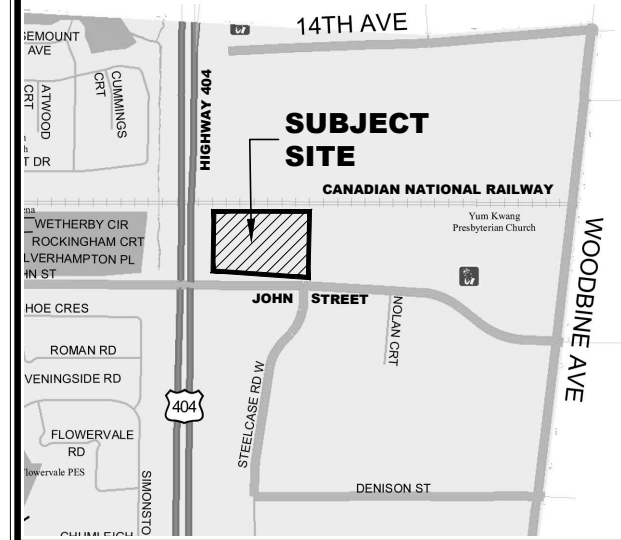 14TH AVE
SEMOUNT
AVE
CUMMINGS
CRT
ATWOOD
CRT
T DR
HIGHWAY 404
SUBJECT
SITE
CANADIAN NATIONAL RAILWAY
Yum Kwang
Presbyterian Church
WOODBINE AVE
ena
WETHERBY CIR
ROCKINGHAM CRT
LVERHAMPTON PL
HN ST
JOHN STREET
HOE CRES
ROMAN RD
VENINGSIDE RD
NOLAN CRT
STEELCASE RD W
404
FLOWERVALE
RD
lowervale PES
SIMONSTO
DENISON ST
CHUMLEIGH